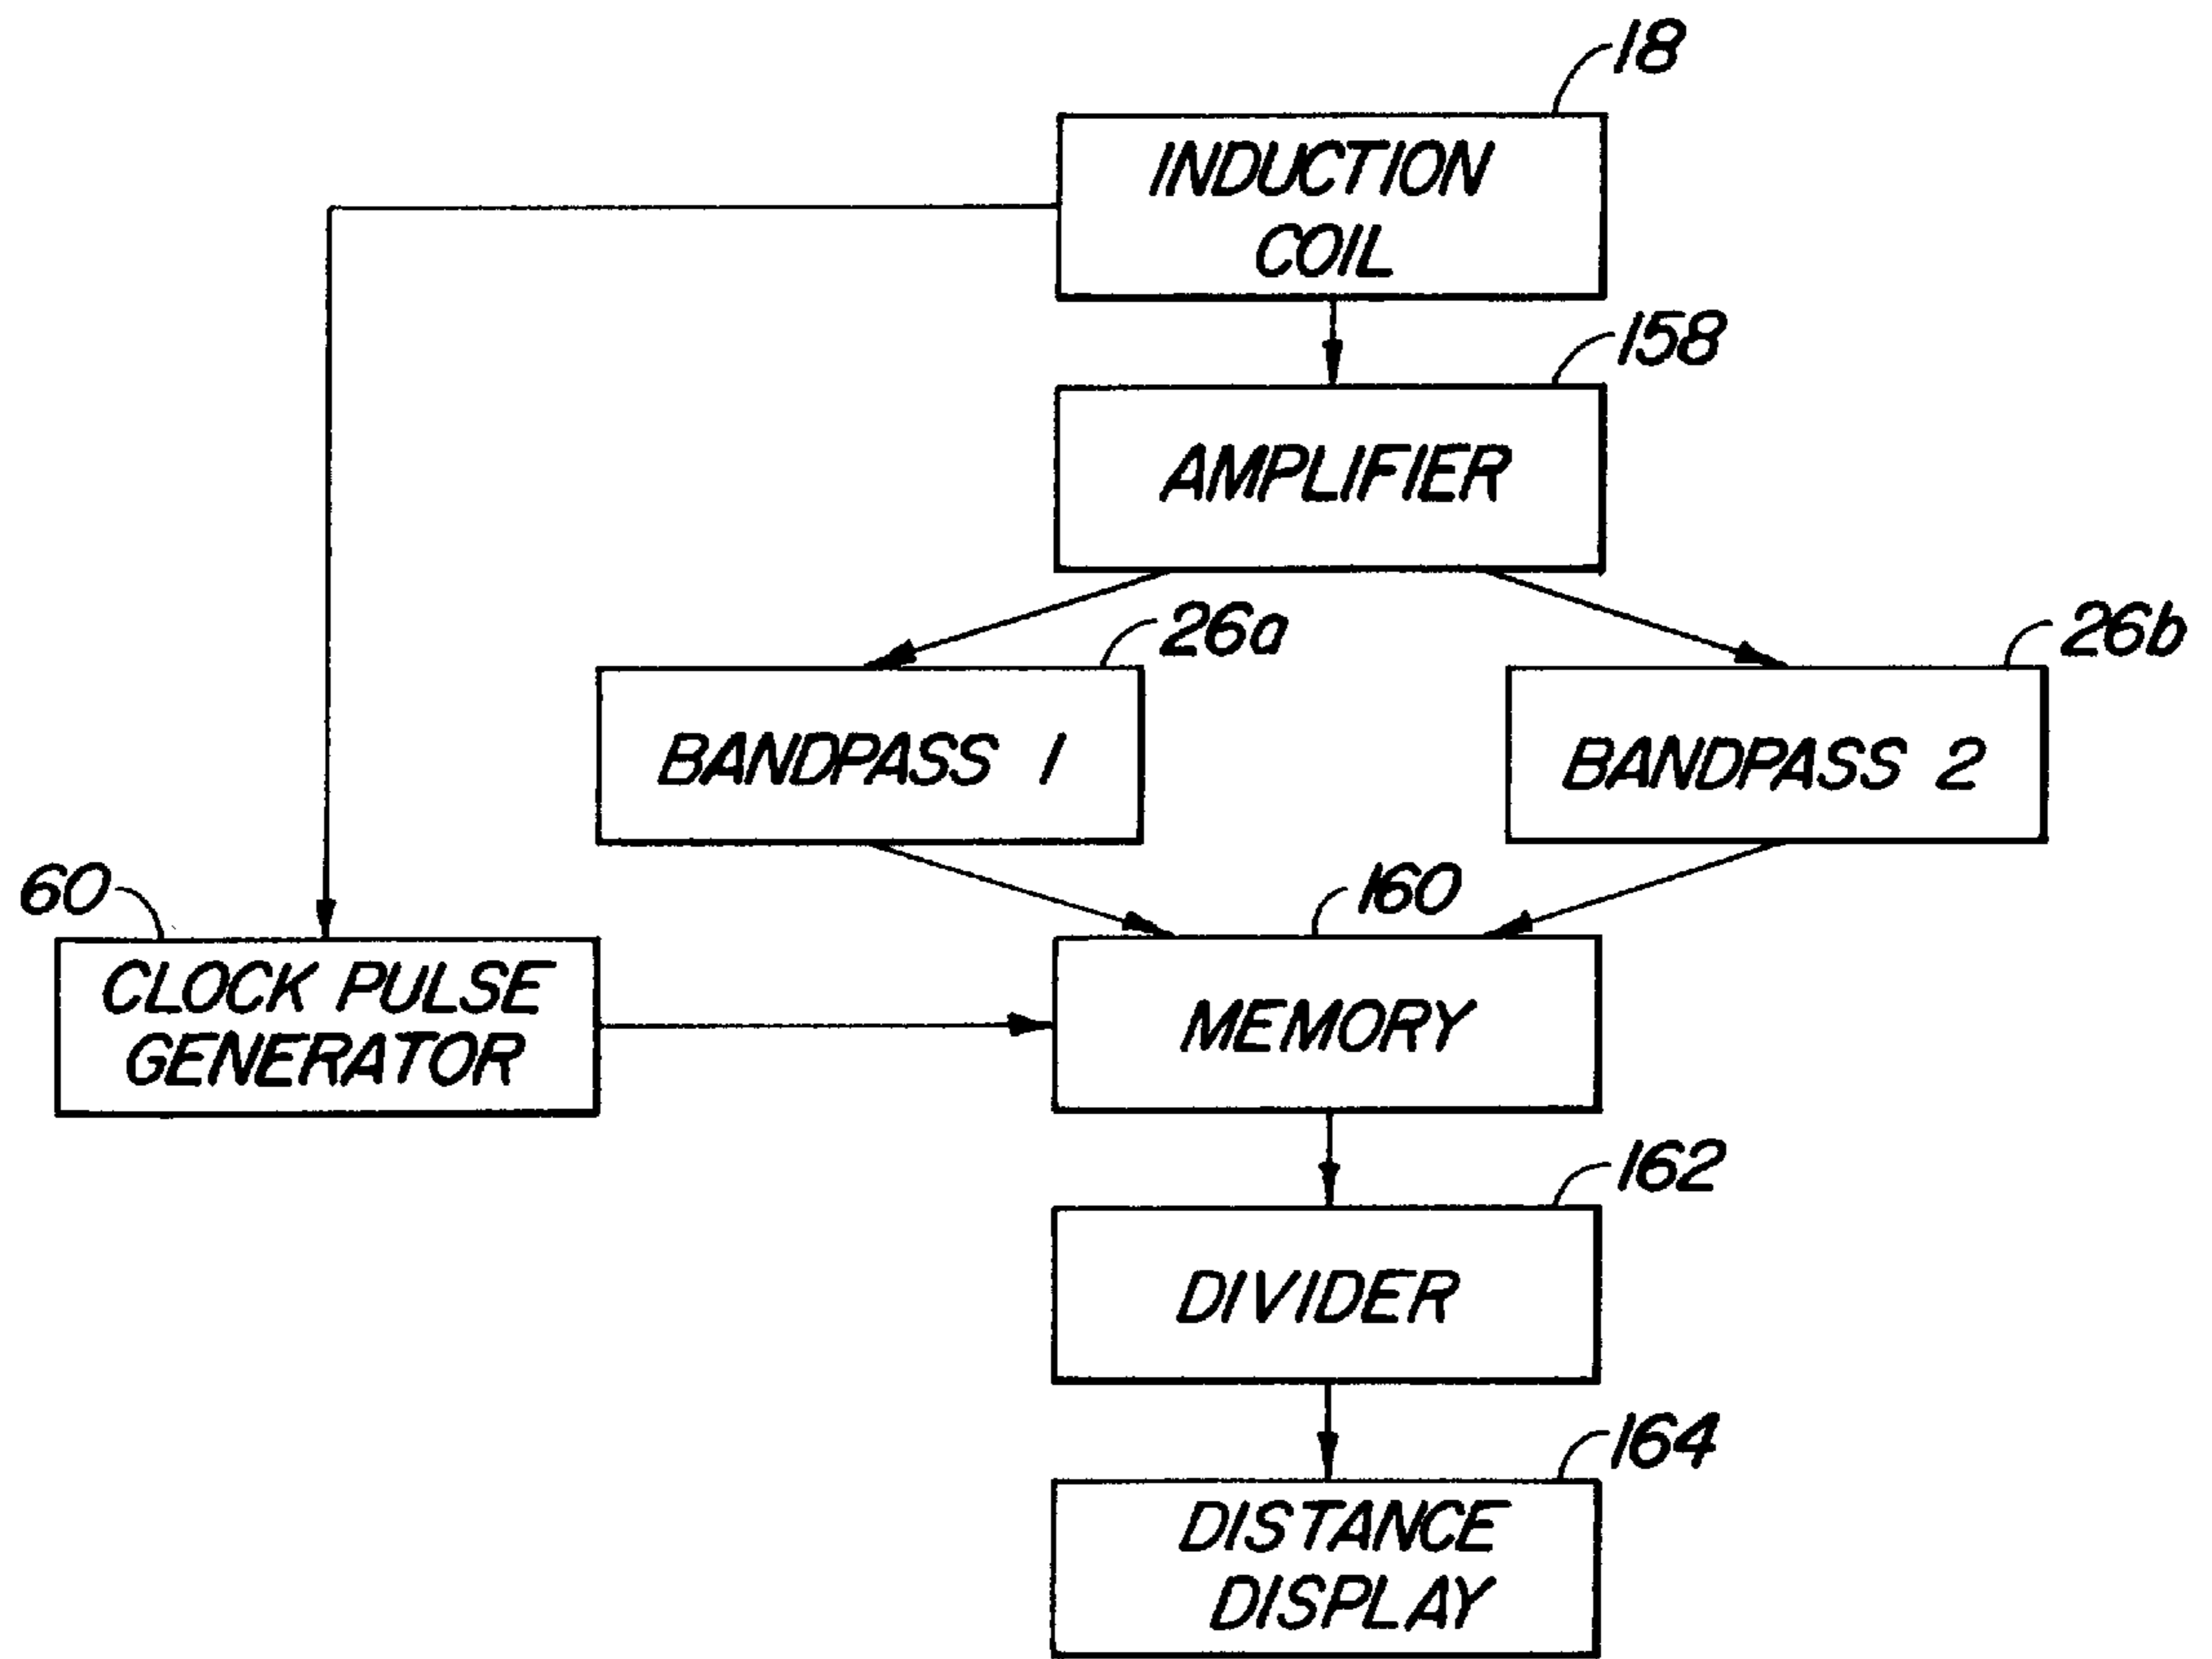 18
INDUCTION
COIL
158
AMPLIFIER
26a
26b
BANDPASS 1
BANDPASS 2
60
160
CLOCK PULSE
GENERATOR
MEMORY
162
DIVIDER
164
DISTANCE
DISPLAY